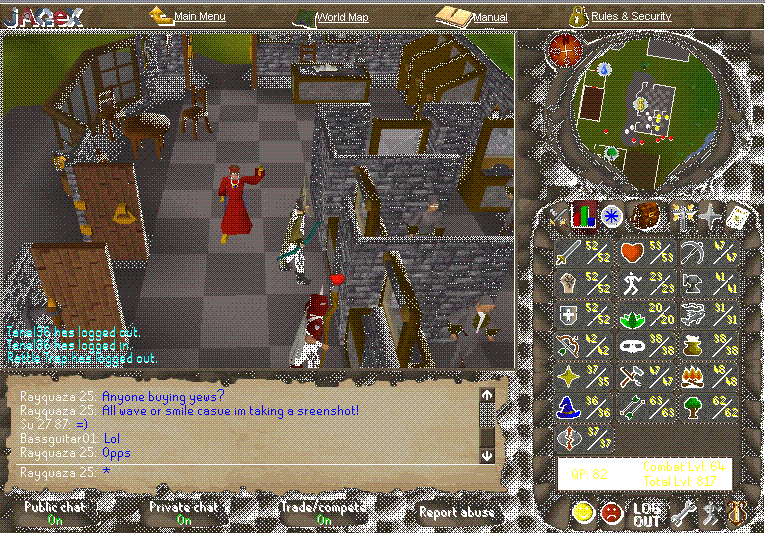 JAGeX
Main Menu
World Map
Manual
Rules & Security
Tanel36 has logged out.
Tanel36 has logged in.
Rattle Trap has logged out.
Rayquaza 25: Anyone buying yews?
Rayquaza 25: All wave or smile casue im taking a sreenshot!
Su 27 87: =)
Bassguitar01: Lol
Rayquaza 25: Opps
Rayquaza 25: *
Public chat
On
Private chat
On
Trade/compete
On
Report abuse
52/52 53/53 47/47
52/52 23/23 41/41
52/52 20/20 31/31
42/42 38/38 38/38
37/35 47/47 48/48
36/36 63/63 62/62
37/37
QP: 82
Combat Lvl: 64
Total Lvl: 817
LOG
OUT